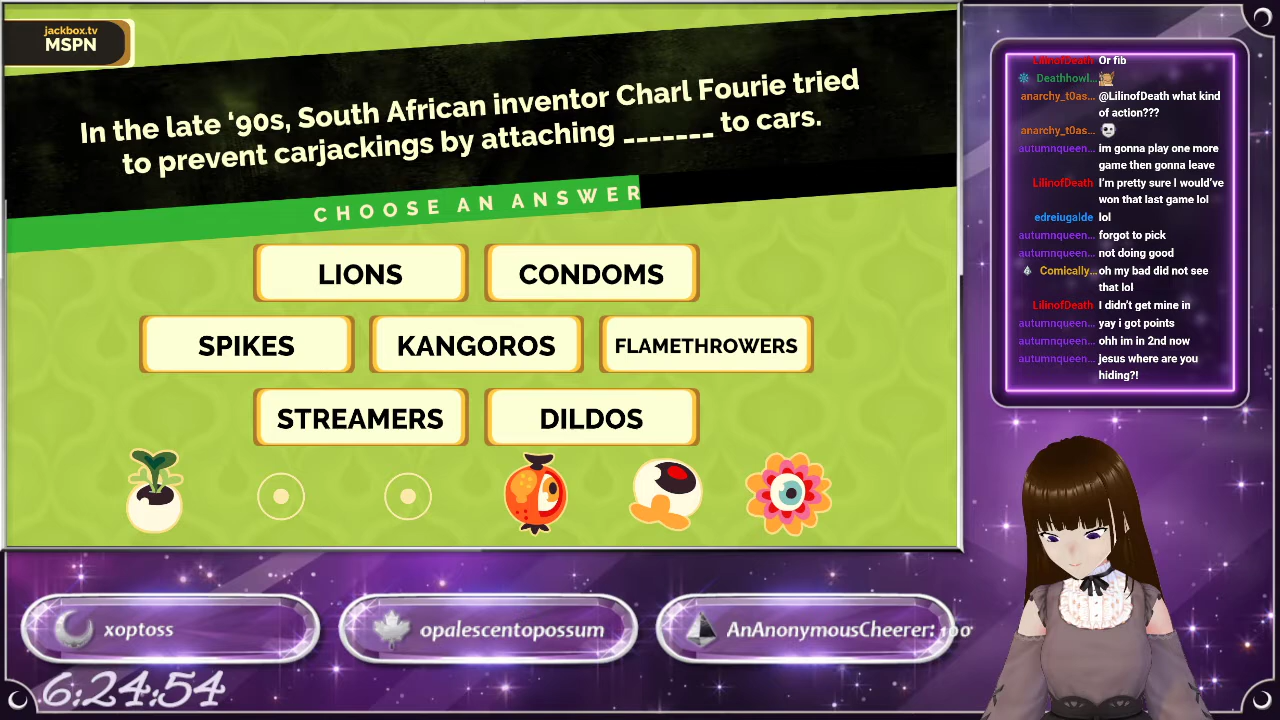 jackbox.tv
MSPN
In the late ‘90s, South African inventor Charl Fourie tried
to prevent carjackings by attaching _______ to cars.
CHOOSE AN ANSWER
LIONS
CONDOMS
SPIKES
KANGOROS
FLAMETHROWERS
STREAMERS
DILDOS
LilinofDeath Or fib
Deathhowl...
anarchy_t0as... @LilinofDeath what kind
of action???
anarchy_t0as...
autumnqueen... im gonna play one more
game then gonna leave
LilinofDeath I'm pretty sure I would've
won that last game lol
edreiugalde lol
autumnqueen... forgot to pick
autumnqueen... not doing good
Comically... oh my bad did not see
that lol
LilinofDeath I didn't get mine in
autumnqueen... yay i got points
autumnqueen... ohh im in 2nd now
autumnqueen... jesus where are you
hiding?!
xoptoss
opalescentopossum
AnAnonymousCheerer: 100
6:24:54